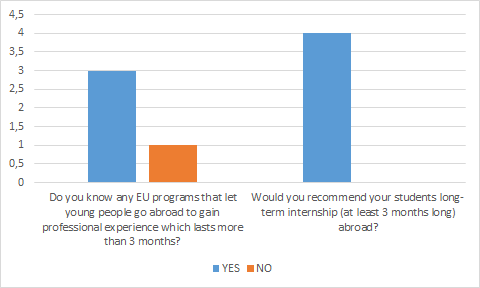 4,5
4
3,5
3
2,5
2
1,5
1
0,5
0
Do you know any EU programs that let
young people go abroad to gain
professional experience which lasts more
than 3 months?
Would you recommend your students long-
term internship (at least 3 months long)
abroad?
YES NO